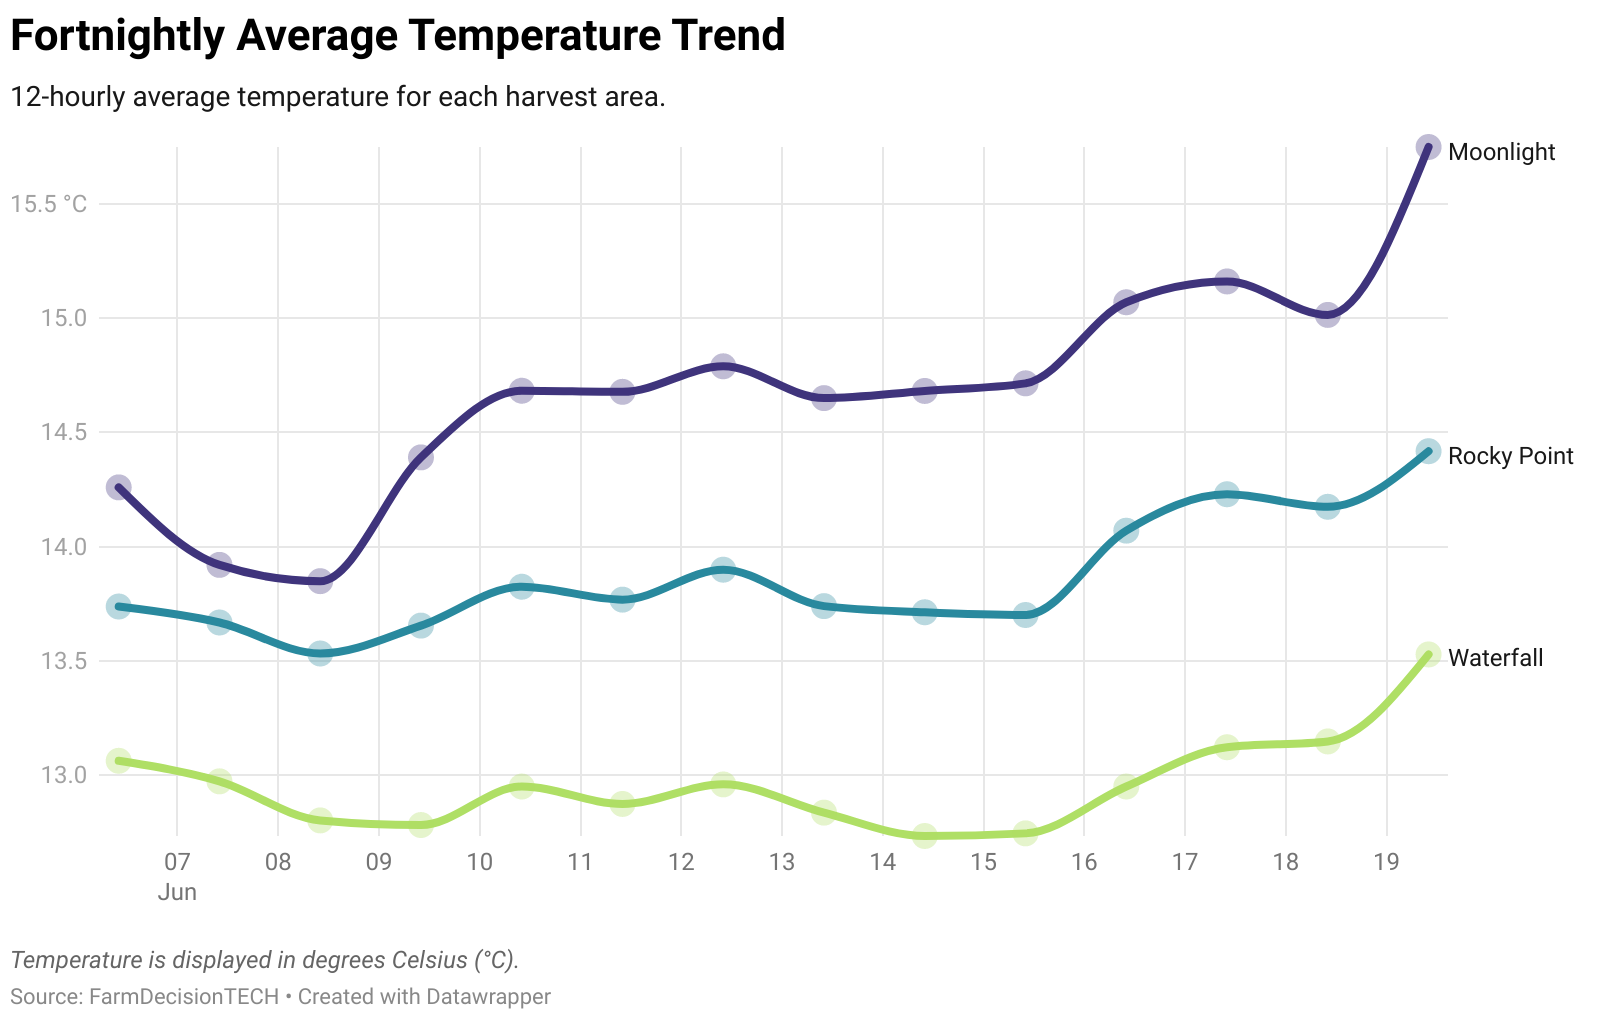 Fortnightly Average Temperature Trend
12-hourly average temperature for each harvest area.
Moonlight
15.5 °C
15.0
14.5
Rocky Point
14.0
13.5
Waterfall
13.0
07 08 09 10 11 12 13 14 15 16 17 18 19
Jun
Temperature is displayed in degrees Celsius (°C).
Source: FarmDecisionTECH • Created with Datawrapper